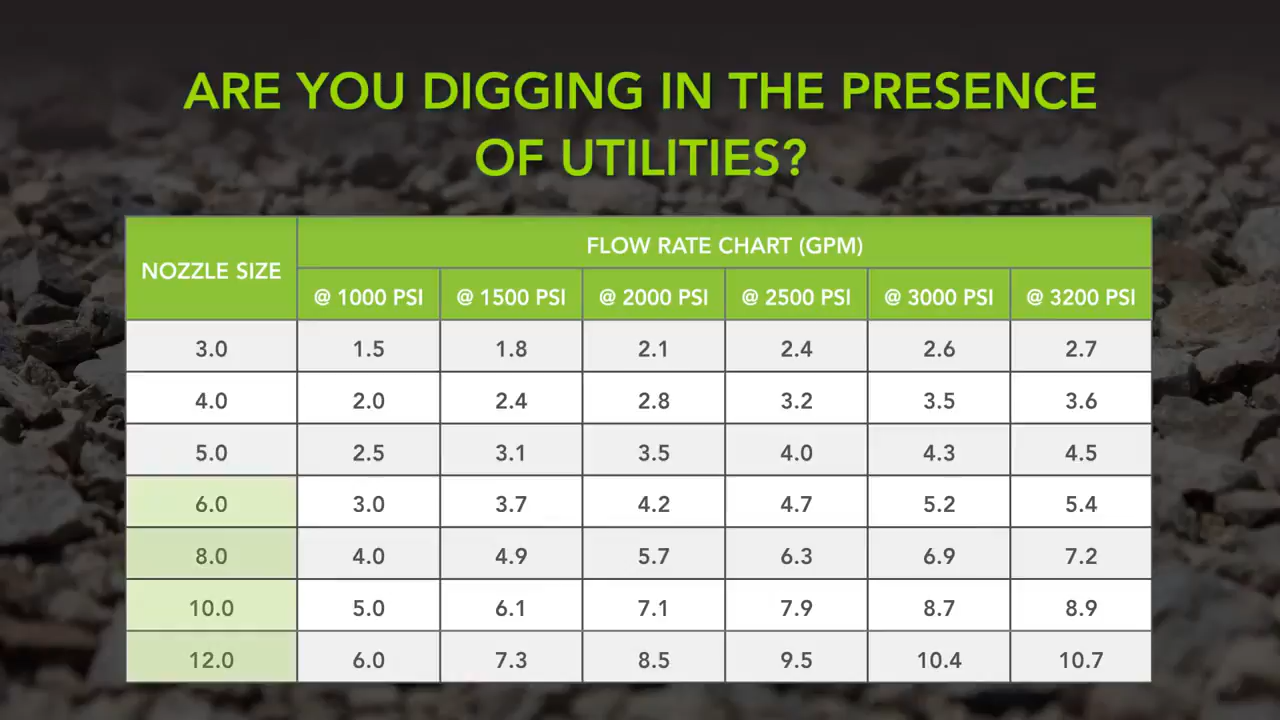 ARE YOU DIGGING IN THE PRESENCE
OF UTILITIES?
NOZZLE SIZE
FLOW RATE CHART (GPM)
@ 1000 PSI @ 1500 PSI @ 2000 PSI @ 2500 PSI @ 3000 PSI @ 3200 PSI
3.0 1.5 1.8 2.1 2.4 2.6 2.7
4.0 2.0 2.4 2.8 3.2 3.5 3.6
5.0 2.5 3.1 3.5 4.0 4.3 4.5
6.0 3.0 3.7 4.2 4.7 5.2 5.4
8.0 4.0 4.9 5.7 6.3 6.9 7.2
10.0 5.0 6.1 7.1 7.9 8.7 8.9
12.0 6.0 7.3 8.5 9.5 10.4 10.7